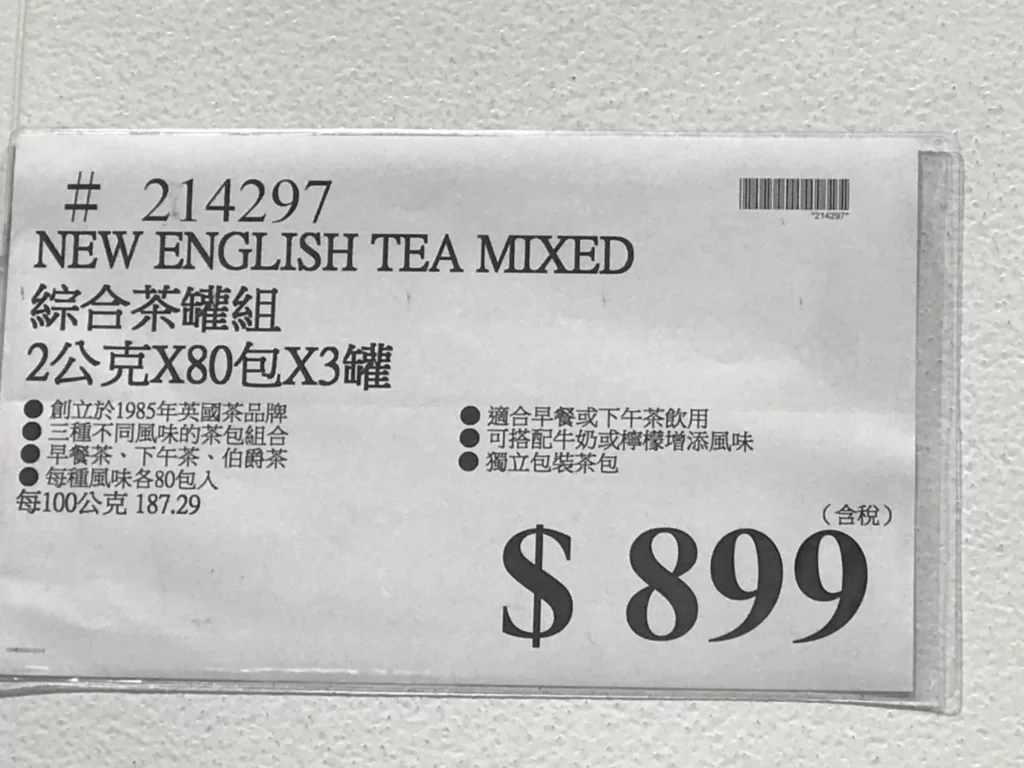 # 214297
*214297*
NEW ENGLISH TEA MIXED
綜合茶罐組
2公克X80包X3罐
● 創立於1985年英國茶品牌
● 三種不同風味的茶包組合
● 早餐茶、下午茶、伯爵茶
● 每種風味各80包入
每100公克 187.29
● 適合早餐或下午茶飲用
● 可搭配牛奶或檸檬增添風味
● 獨立包裝茶包
(含稅)
$ 899